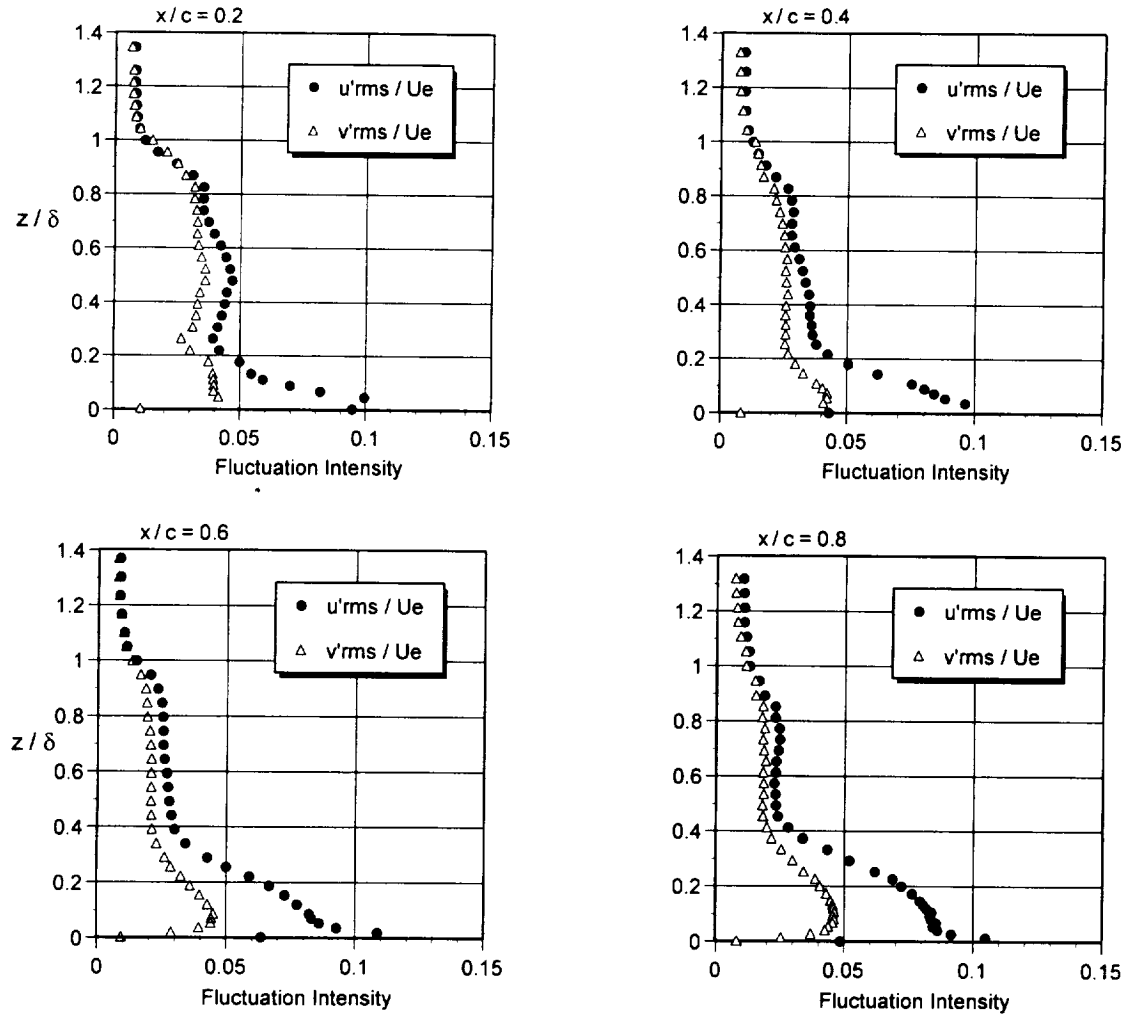 x / c = 0.2
1.4
1.2
1
0.8
z / δ
0.6
0.4
0.2
0
0 0.05 0.1 0.15
Fluctuation Intensity
u'rms / Ue
v'rms / Ue
x / c = 0.4
1.4
1.2
1
0.8
0.6
0.4
0.2
0
0 0.05 0.1 0.15
Fluctuation Intensity
u'rms / Ue
v'rms / Ue
x / c = 0.6
1.4
1.2
1
0.8
z / δ
0.6
0.4
0.2
0
0 0.05 0.1 0.15
Fluctuation Intensity
u'rms / Ue
v'rms / Ue
x / c = 0.8
1.4
1.2
1
0.8
0.6
0.4
0.2
0
0 0.05 0.1 0.15
Fluctuation Intensity
u'rms / Ue
v'rms / Ue